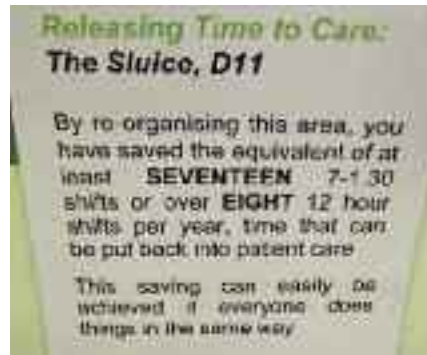 Releasing Time to Care:
The Sluice, D11
By re organising this area, you
have saved the equivalent of at
least SEVENTEEN 7-1.30
shifts or over EIGHT 12 hour
shifts per year, time that can
be put back into patient care
This saving can easily be
achieved if everyone does
things in the same way